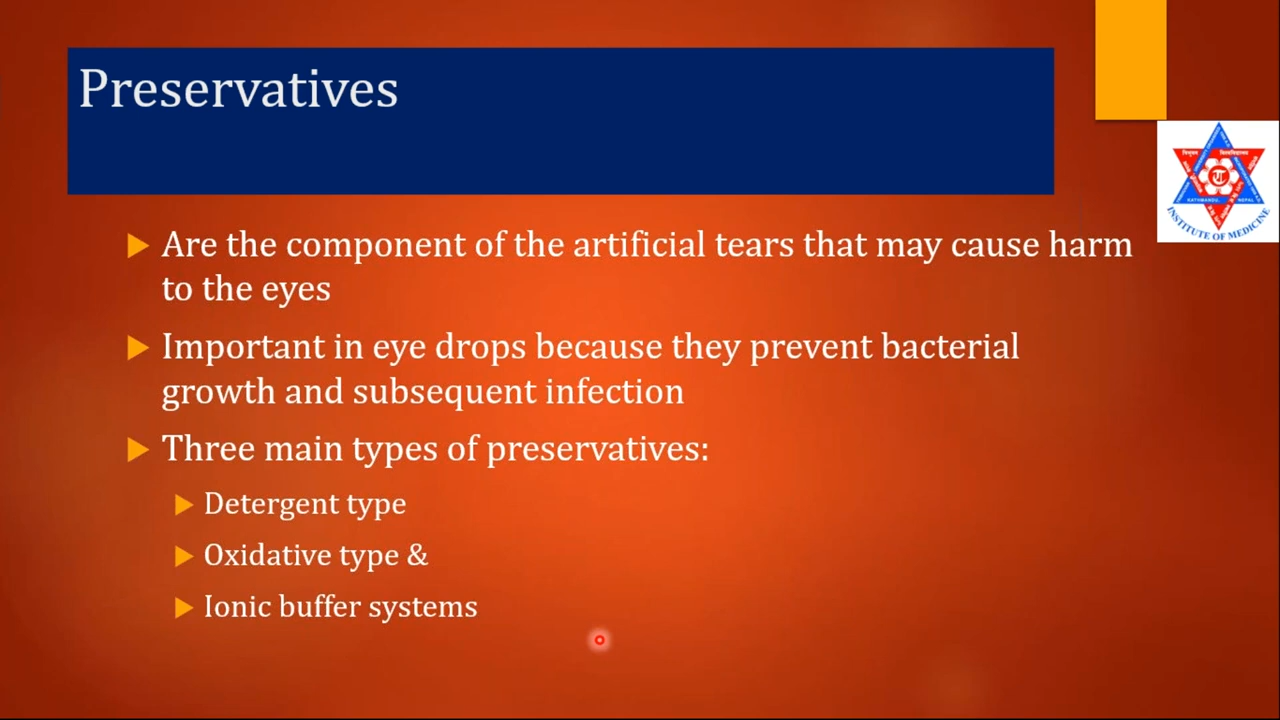 Preservatives
Are the component of the artificial tears that may cause harm
to the eyes
Important in eye drops because they prevent bacterial
growth and subsequent infection
Three main types of preservatives:
Detergent type
Oxidative type &
Ionic buffer systems
KATHMANDU, NEPAL
INSTITUTE OF MEDICINE